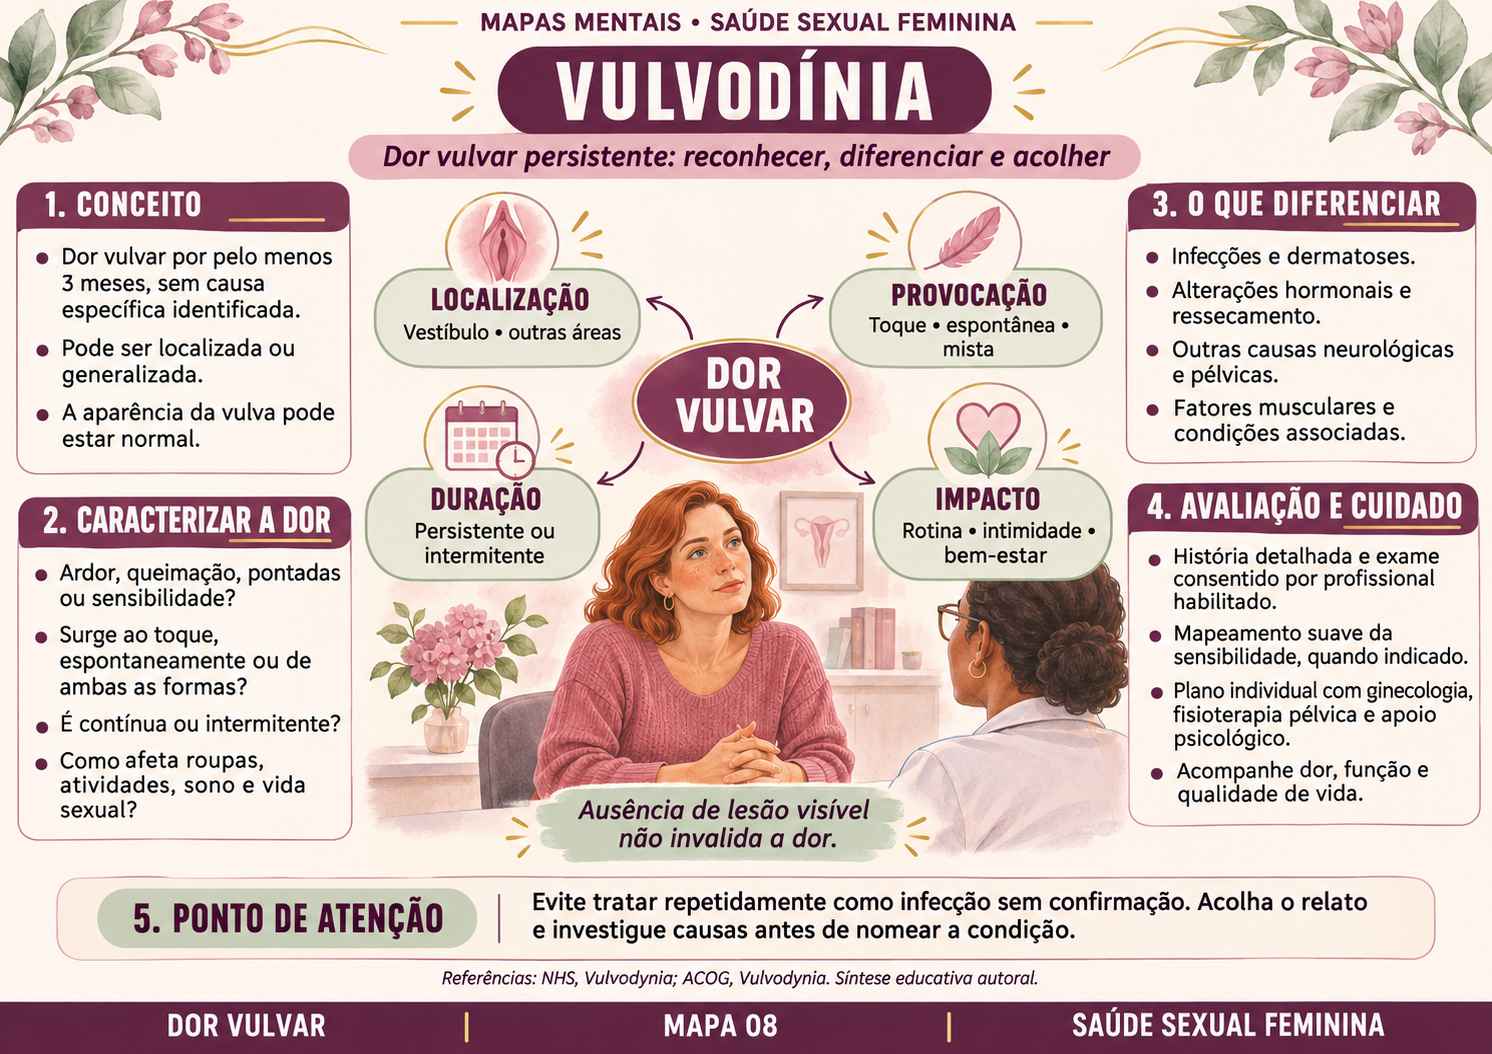 MAPAS MENTAIS • SAÚDE SEXUAL FEMININA
VULVODÍNIA
Dor vulvar persistente: reconhecer, diferenciar e acolher
1. CONCEITO
• Dor vulvar por pelo menos
3 meses, sem causa
específica identificada.
• Pode ser localizada ou
generalizada.
• A aparência da vulva pode
estar normal.
2. CARACTERIZAR A DOR
• Ardor, queimação, pontadas
ou sensibilidade?
• Surge ao toque,
espontaneamente ou de
ambas as formas?
• É contínua ou intermitente?
• Como afeta roupas,
atividades, sono e vida
sexual?
LOCALIZAÇÃO
Vestíbulo • outras áreas
PROVOCAÇÃO
Toque • espontânea •
mista
DOR
VULVAR
DURAÇÃO
Persistente ou
intermitente
IMPACTO
Rotina • intimidade •
bem-estar
Ausência de lesão visível
não invalida a dor.
3. O QUE DIFERENCIAR
• Infecções e dermatoses.
• Alterações hormonais e
ressecamento.
• Outras causas neurológicas
e pélvicas.
• Fatores musculares e
condições associadas.
4. AVALIAÇÃO E CUIDADO
• História detalhada e exame
consentido por profissional
habilitado.
• Mapeamento suave da
sensibilidade, quando indicado.
• Plano individual com ginecologia,
fisioterapia pélvica e apoio
psicológico.
• Acompanhe dor, função e
qualidade de vida.
5. PONTO DE ATENÇÃO
Evite tratar repetidamente como infecção sem confirmação. Acolha o relato
e investigue causas antes de nomear a condição.
Referências: NHS, Vulvodynia; ACOG, Vulvodynia. Síntese educativa autoral.
DOR VULVAR | MAPA 08 | SAÚDE SEXUAL FEMININA